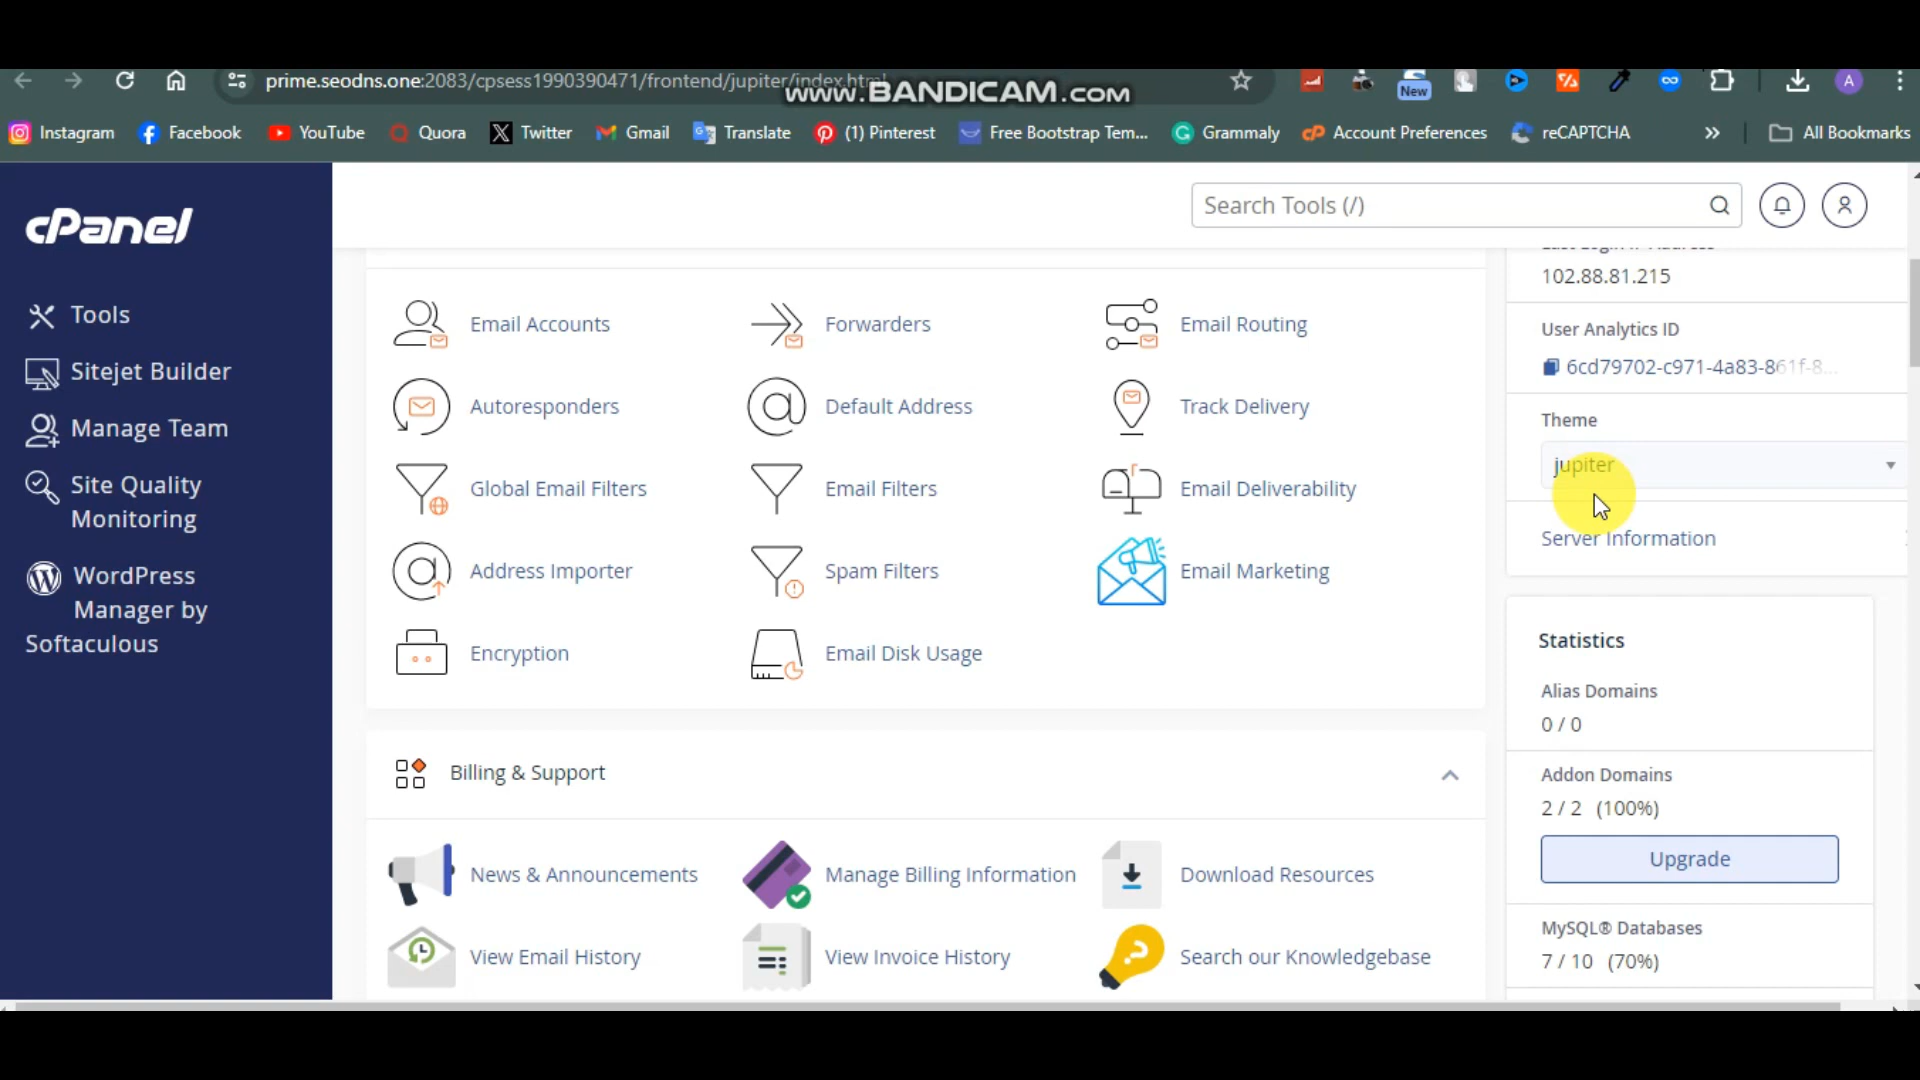 prime.seodns.one:2083/cpsess1990390471/frontend/jupiter/index.html
www.BANDICAM.com
New
A
Instagram
Facebook
YouTube
Quora
Twitter
Gmail
Translate
(1) Pinterest
Free Bootstrap Tem...
Grammaly
Account Preferences
reCAPTCHA
All Bookmarks
cPanel
Search Tools (/)
Tools
Sitejet Builder
Manage Team
Site Quality
Monitoring
WordPress
Manager by
Softaculous
Email Accounts
Forwarders
Email Routing
Autoresponders
Default Address
Track Delivery
Global Email Filters
Email Filters
Email Deliverability
Address Importer
Spam Filters
Email Marketing
Encryption
Email Disk Usage
Billing & Support
News & Announcements
Manage Billing Information
Download Resources
View Email History
View Invoice History
Search our Knowledgebase
Last Login IP Address
102.88.81.215
User Analytics ID
6cd79702-c971-4a83-861f-8...
Theme
jupiter
Server Information
Statistics
Alias Domains
0 / 0
Addon Domains
2 / 2 (100%)
Upgrade
MySQL® Databases
7 / 10 (70%)